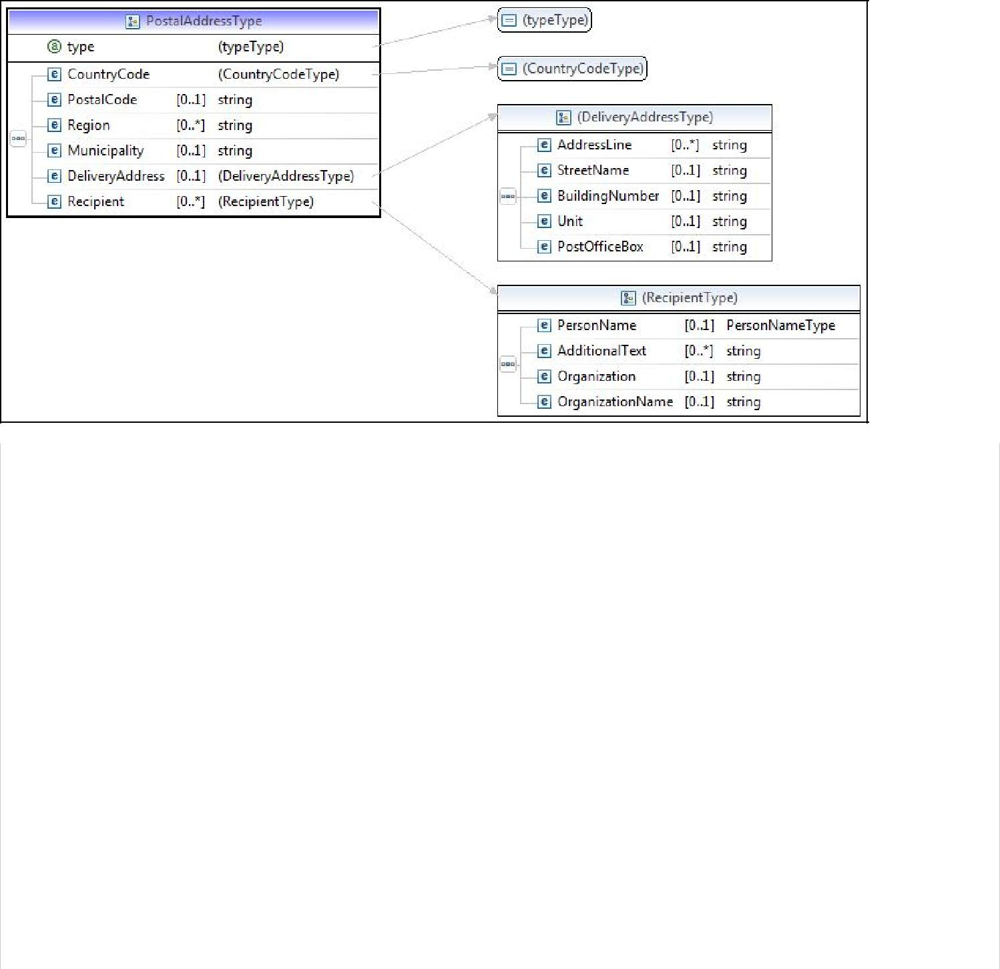 PostalAddressType
a type (typeType)
e CountryCode (CountryCodeType)
e PostalCode [0..1] string
e Region [0..*] string
e Municipality [0..1] string
e DeliveryAddress [0..1] (DeliveryAddressType)
e Recipient [0..*] (RecipientType)
(typeType)
(CountryCodeType)
(DeliveryAddressType)
e AddressLine [0..*] string
e StreetName [0..1] string
e BuildingNumber [0..1] string
e Unit [0..1] string
e PostOfficeBox [0..1] string
(RecipientType)
e PersonName [0..1] PersonNameType
e AdditionalText [0..*] string
e Organization [0..1] string
e OrganizationName [0..1] string